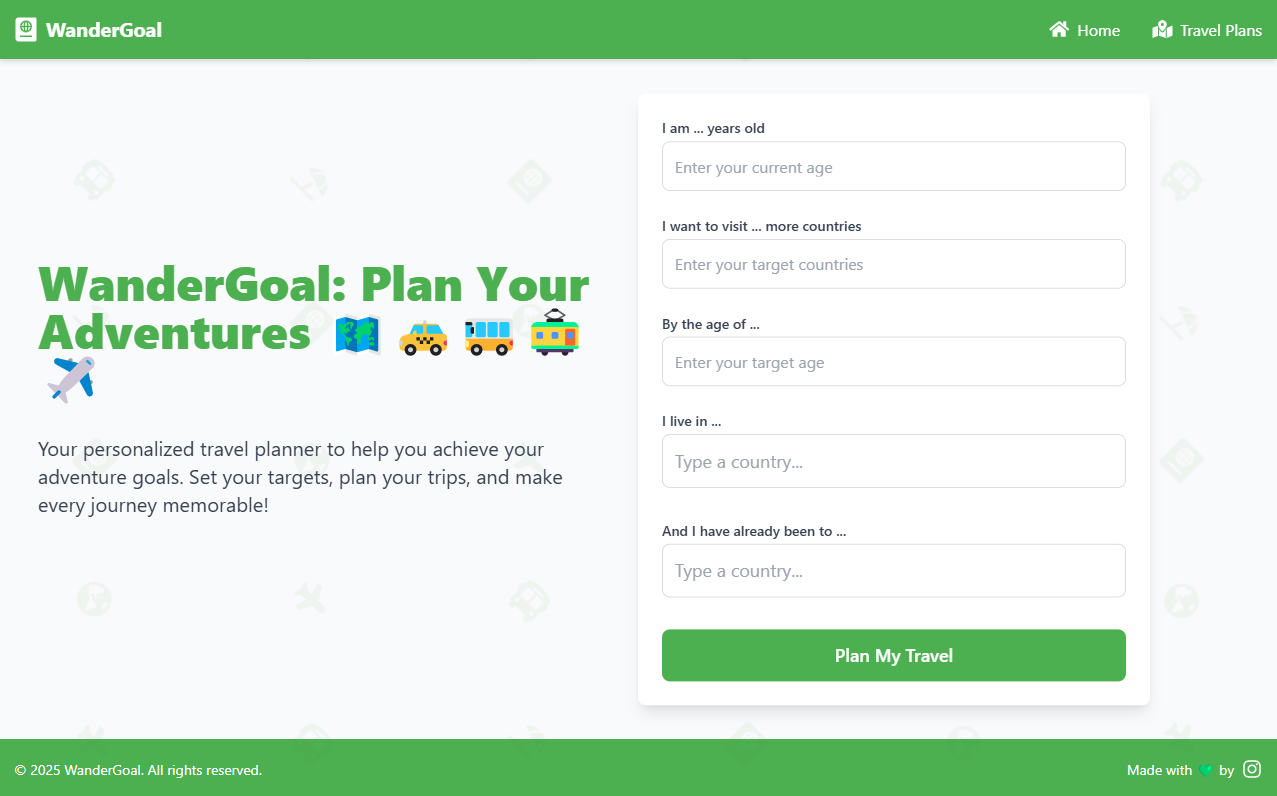 WanderGoal
Home
Travel Plans
WanderGoal: Plan Your
Adventures 🗺️ 🚕 🚌 🚋
✈️
Your personalized travel planner to help you achieve your
adventure goals. Set your targets, plan your trips, and make
every journey memorable!
I am ... years old
Enter your current age
I want to visit ... more countries
Enter your target countries
By the age of ...
Enter your target age
I live in ...
Type a country...
And I have already been to ...
Type a country...
Plan My Travel
© 2025 WanderGoal. All rights reserved.
Made with 💚 by